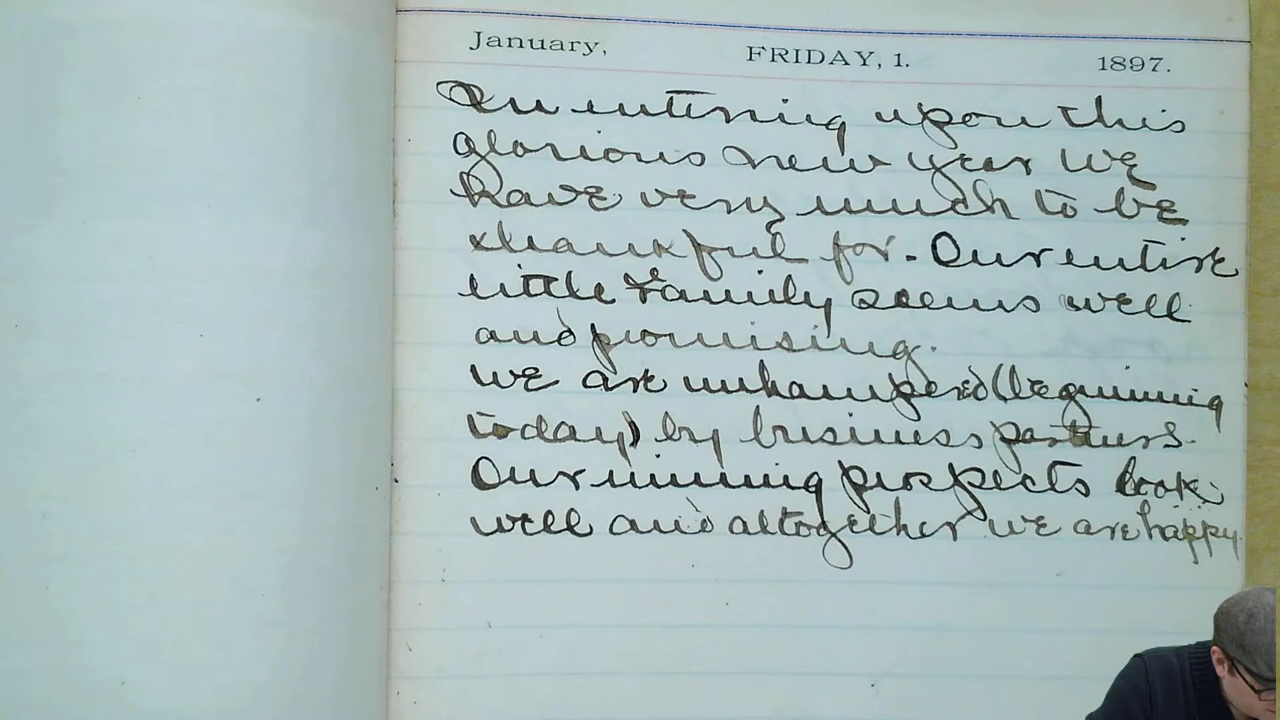 January, FRIDAY, 1. 1897.
On entering upon this
glorious new year we
have very much to be
thankful for. Our entire
little family seems well
and promising.
We are unhampered (beginning
today) by business partners.
Our mining prospects look
well and altogether we are happy.